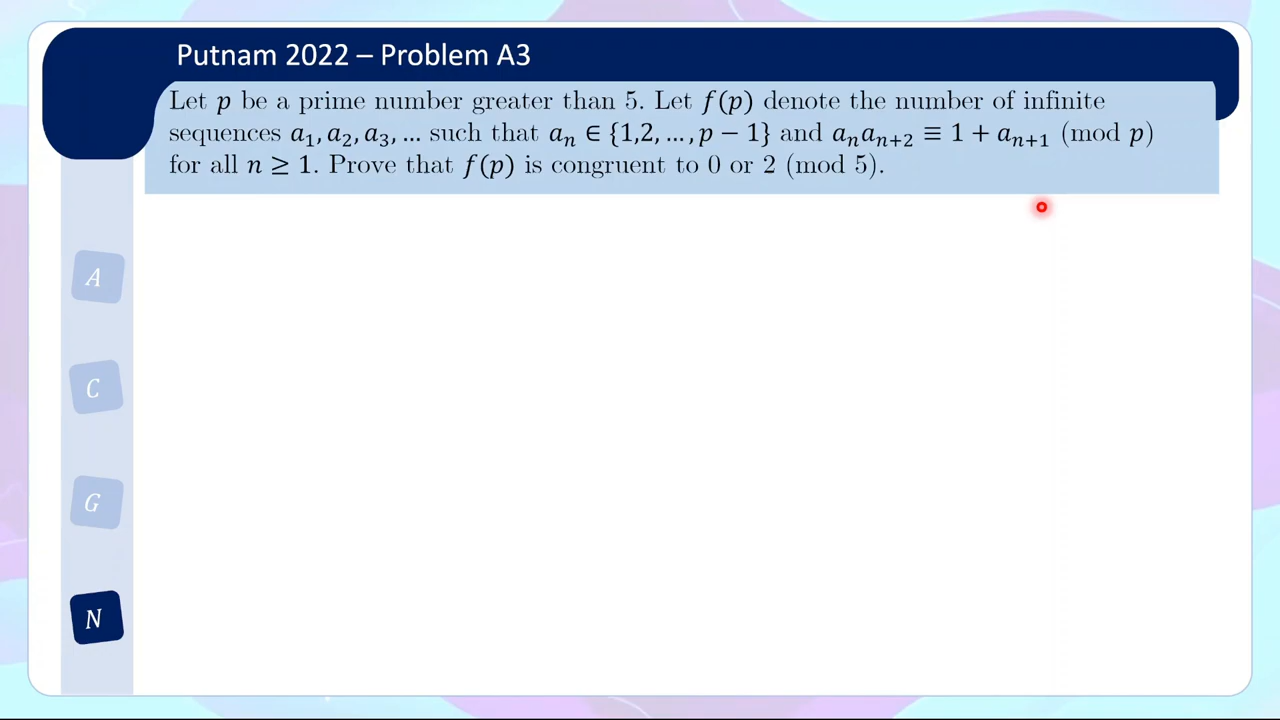 Putnam 2022 – Problem A3
Let p be a prime number greater than 5. Let f(p) denote the number of infinite
sequences a₁, a₂, a₃, … such that aₙ ∈ {1,2, …, p − 1} and aₙaₙ₊₂ ≡ 1 + aₙ₊₁ (mod p)
for all n ≥ 1. Prove that f(p) is congruent to 0 or 2 (mod 5).
A
C
G
N